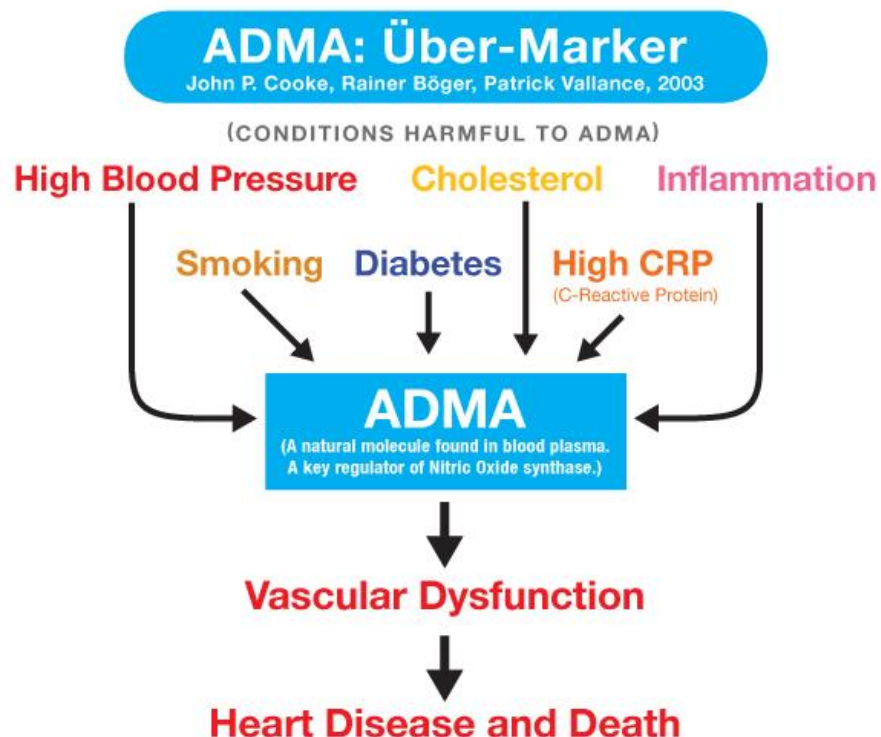 ADMA: Über-Marker
John P. Cooke, Rainer Böger, Patrick Vallance, 2003
(CONDITIONS HARMFUL TO ADMA)
High Blood Pressure Cholesterol Inflammation
Smoking Diabetes High CRP
(C-Reactive Protein)
ADMA
(A natural molecule found in blood plasma.
A key regulator of Nitric Oxide synthase.)
Vascular Dysfunction
Heart Disease and Death